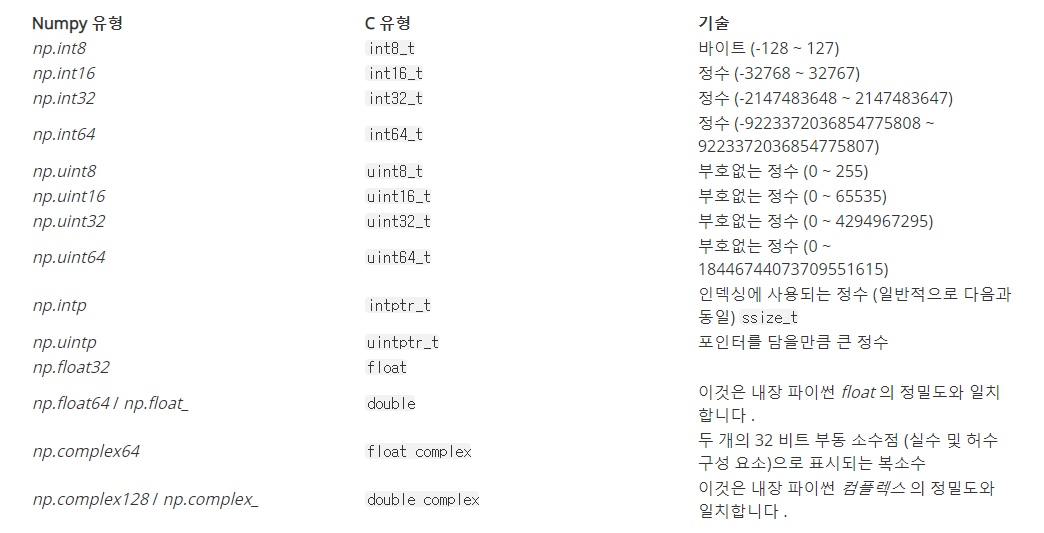 Numpy 유형 C 유형 기술
np.int8 int8_t 바이트 (-128 ~ 127)
np.int16 int16_t 정수 (-32768 ~ 32767)
np.int32 int32_t 정수 (-2147483648 ~ 2147483647)
np.int64 int64_t 정수 (-9223372036854775808 ~
9223372036854775807)
np.uint8 uint8_t 부호없는 정수 (0 ~ 255)
np.uint16 uint16_t 부호없는 정수 (0 ~ 65535)
np.uint32 uint32_t 부호없는 정수 (0 ~ 4294967295)
np.uint64 uint64_t 부호없는 정수 (0 ~
18446744073709551615)
np.intp intptr_t 인덱싱에 사용되는 정수 (일반적으로 다음과
동일) ssize_t
np.uintp uintptr_t 포인터를 담을만큼 큰 정수
np.float32 float
np.float64 / np.float_ double 이것은 내장 파이썬 float 의 정밀도와 일치
합니다 .
np.complex64 float complex 두 개의 32 비트 부동 소수점 (실수 및 허수
구성 요소)으로 표시되는 복소수
np.complex128 / np.complex_ double complex 이것은 내장 파이썬 컴플렉스 의 정밀도와
일치합니다 .